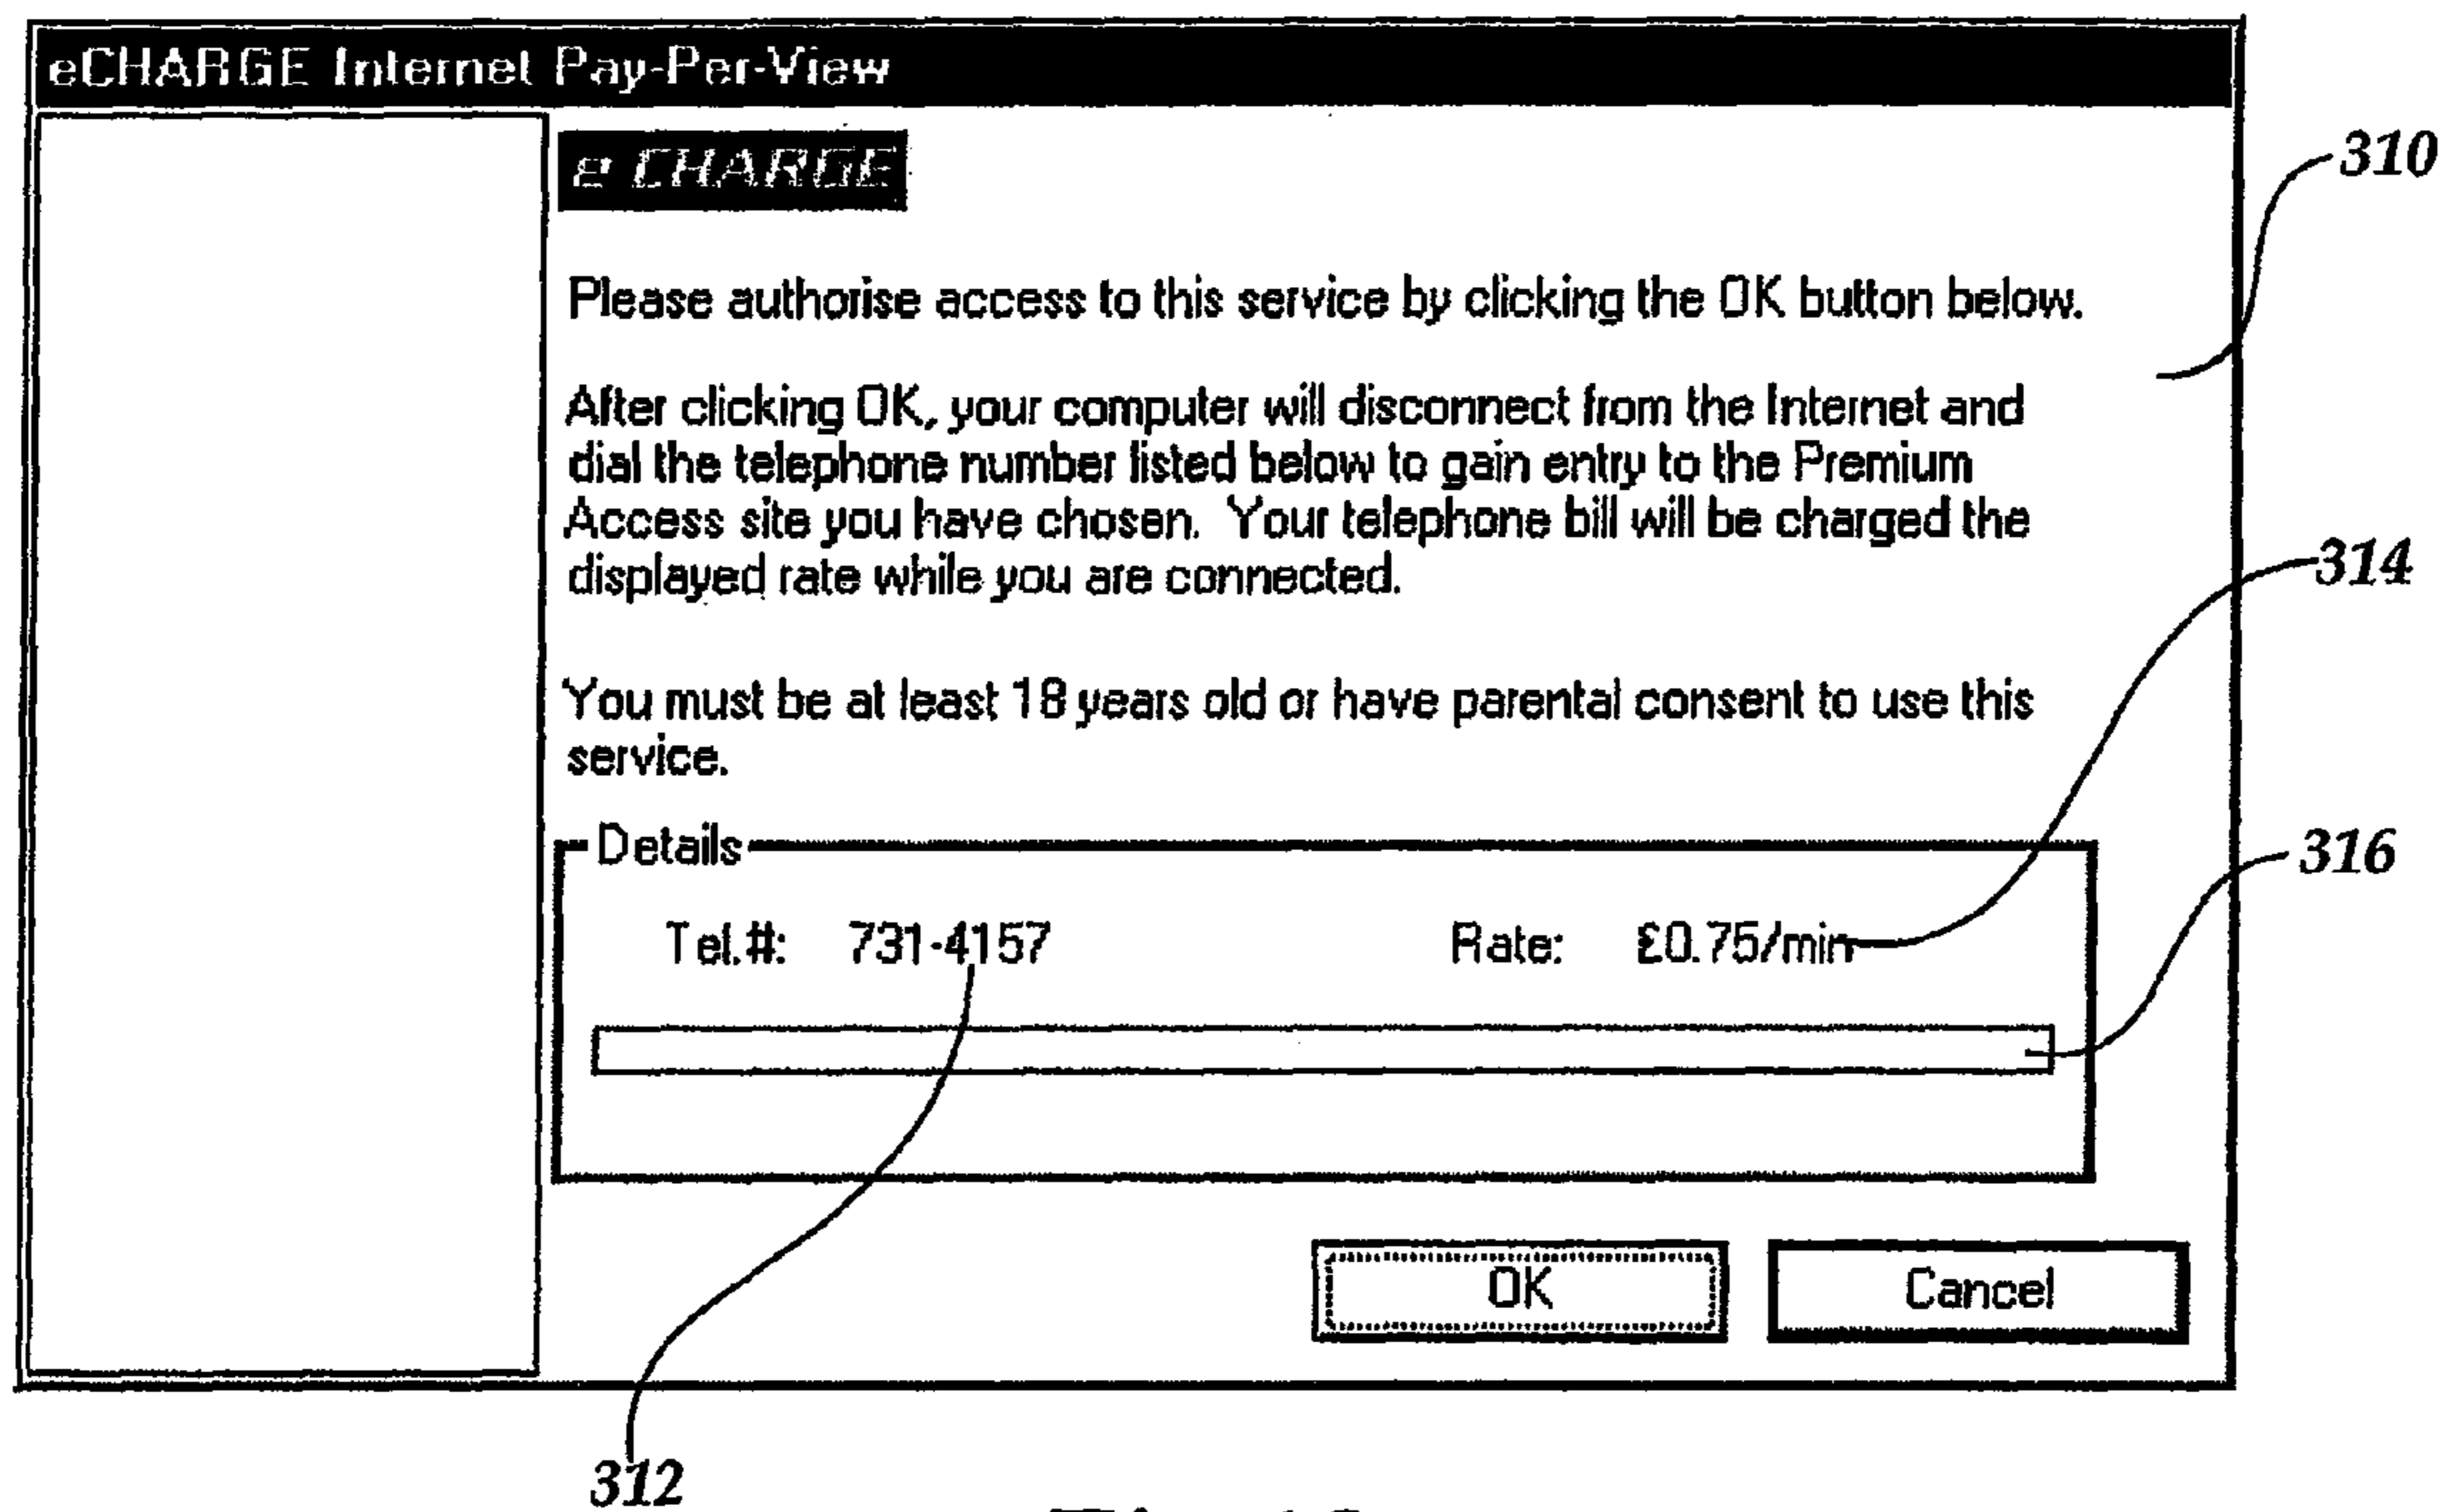 eCHARGE Internet Pay-Per-View
e CHARGE
310
Please authorise access to this service by clicking the OK button below.
After clicking OK, your computer will disconnect from the Internet and
dial the telephone number listed below to gain entry to the Premium
Access site you have chosen. Your telephone bill will be charged the
displayed rate while you are connected.
314
You must be at least 18 years old or have parental consent to use this
service.
Details
316
Tel.#: 731-4157 Rate: £0.75/min
OK Cancel
312